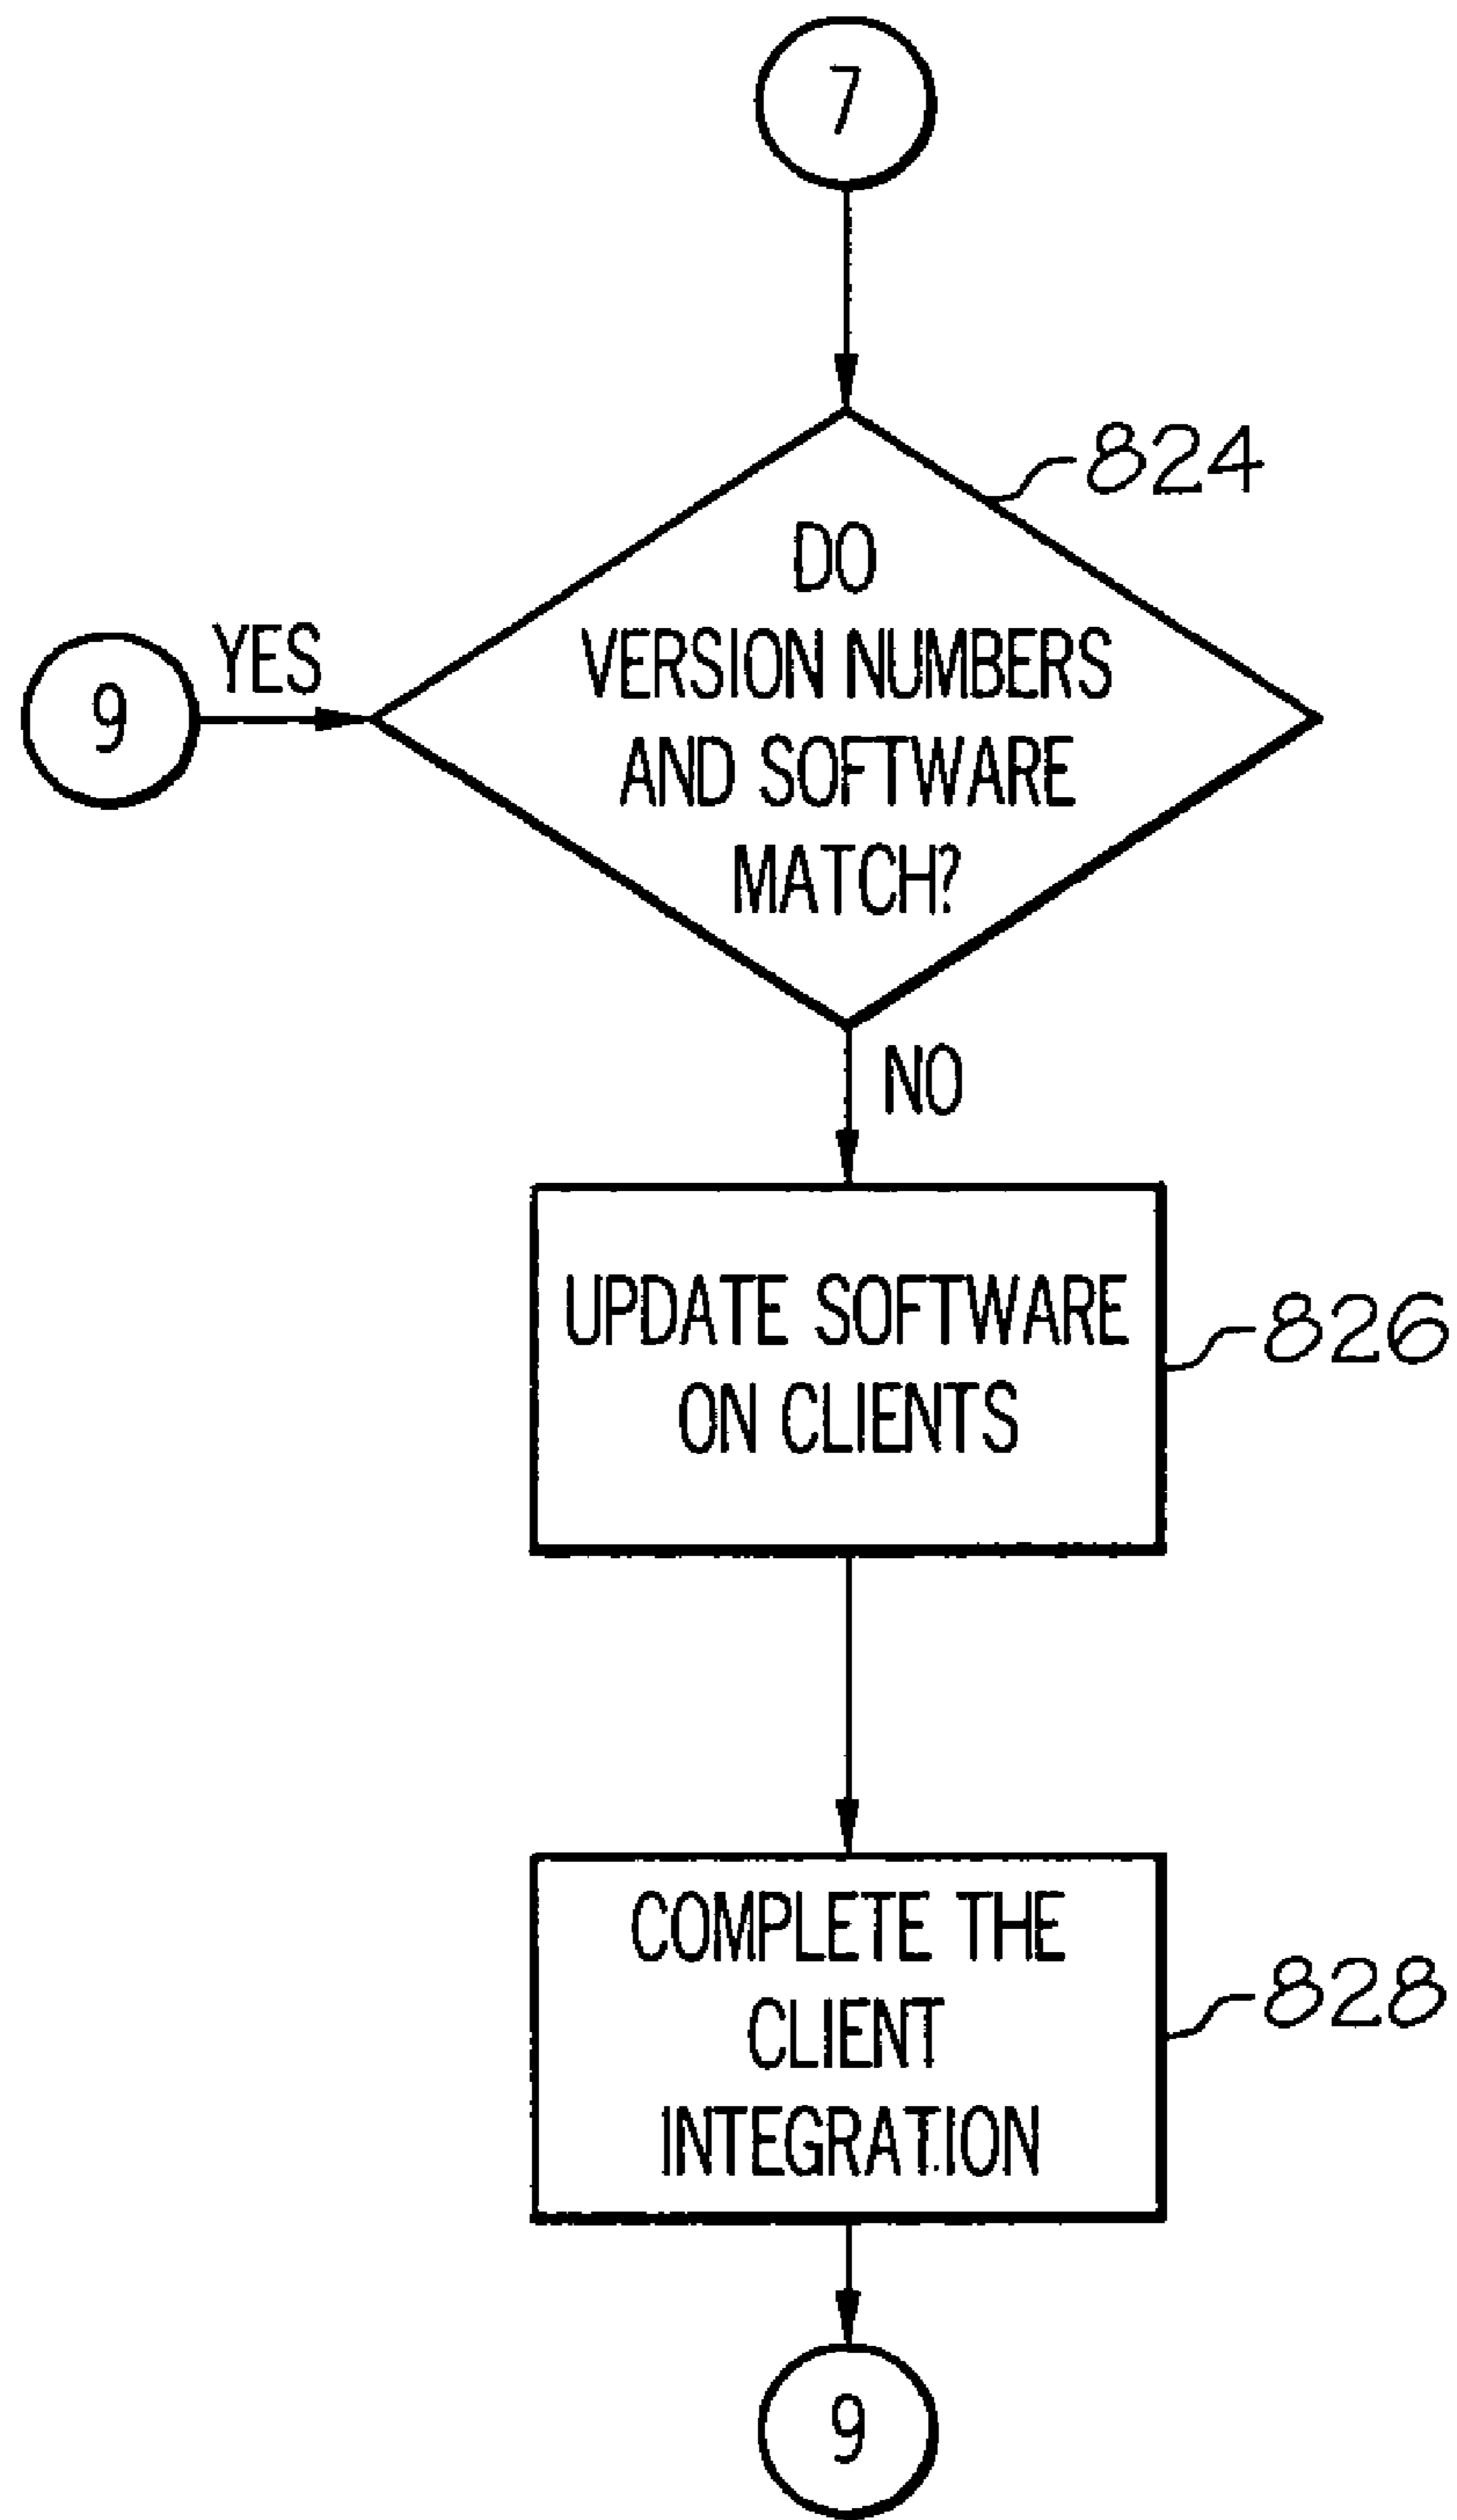 7
824
DO
VERSION NUMBERS
AND SOFTWARE
MATCH?
YES
9
NO
UPDATE SOFTWARE
ON CLIENTS
826
COMPLETE THE
CLIENT
INTEGRATION
828
9